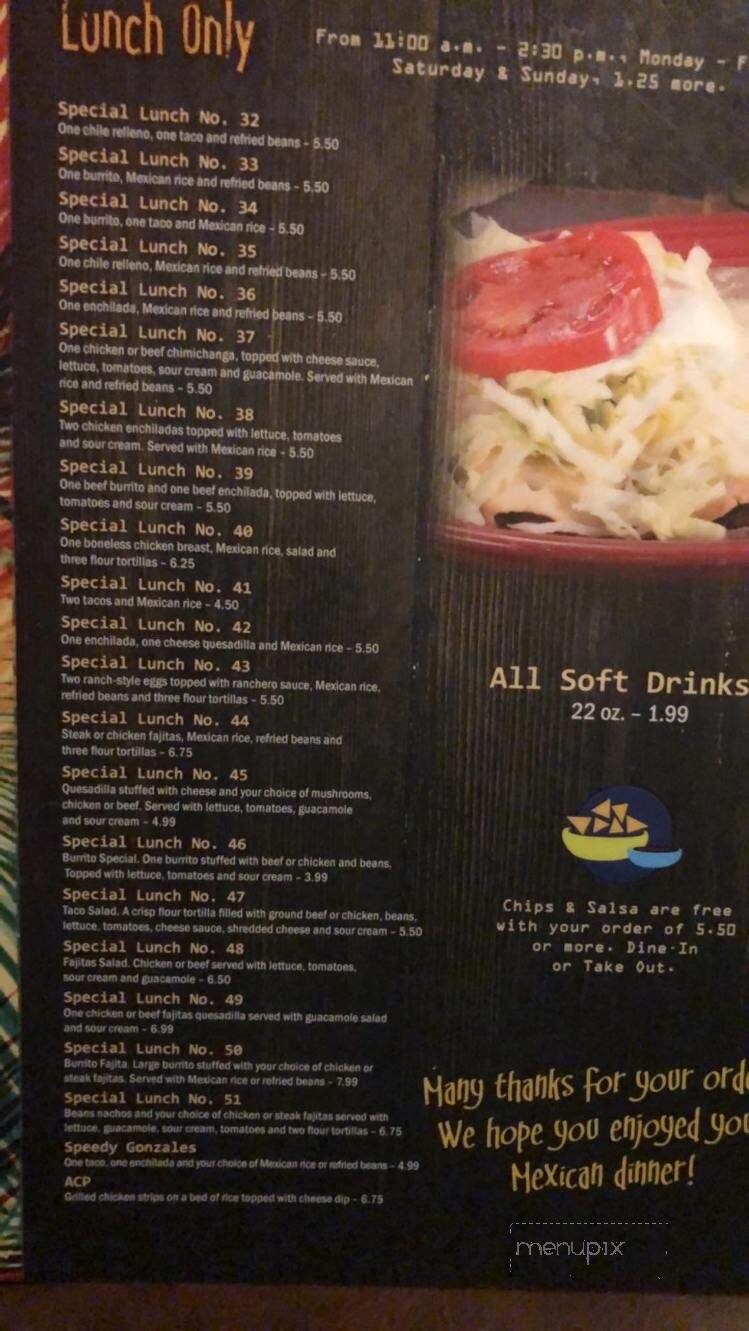 Lunch Only
From 11:00 a.m. - 2:30 p.m., Monday - F
Saturday & Sunday, 1.25 more.
Special Lunch No. 32
One chile relleno, one taco and refried beans - 5.50
Special Lunch No. 33
One burrito, Mexican rice and refried beans - 5.50
Special Lunch No. 34
One burrito, one taco and Mexican rice - 5.50
Special Lunch No. 35
One chile relleno, Mexican rice and refried beans - 5.50
Special Lunch No. 36
One enchilada, Mexican rice and refried beans - 5.50
Special Lunch No. 37
One chicken or beef chimichanga, topped with cheese sauce,
lettuce, tomatoes, sour cream and guacamole. Served with Mexican
rice and refried beans - 5.50
Special Lunch No. 38
Two chicken enchiladas topped with lettuce, tomatoes
and sour cream. Served with Mexican rice - 5.50
Special Lunch No. 39
One beef burrito and one beef enchilada, topped with lettuce,
tomatoes and sour cream - 5.50
Special Lunch No. 40
One boneless chicken breast, Mexican rice, salad and
three flour tortillas - 6.25
Special Lunch No. 41
Two tacos and Mexican rice - 4.50
Special Lunch No. 42
One enchilada, one cheese quesadilla and Mexican rice - 5.50
Special Lunch No. 43
Two ranch-style eggs topped with ranchero sauce, Mexican rice,
refried beans and three flour tortillas - 5.50
Special Lunch No. 44
Steak or chicken fajitas, Mexican rice, refried beans and
three flour tortillas - 6.75
Special Lunch No. 45
Quesadilla stuffed with cheese and your choice of mushrooms,
chicken or beef. Served with lettuce, tomatoes, guacamole
and sour cream - 4.99
Special Lunch No. 46
Burrito Special. One burrito stuffed with beef or chicken and beans.
Topped with lettuce, tomatoes and sour cream - 3.99
Special Lunch No. 47
Taco Salad. A crisp flour tortilla filled with ground beef or chicken, beans,
lettuce, tomatoes, cheese sauce, shredded cheese and sour cream - 5.50
Special Lunch No. 48
Fajitas Salad. Chicken or beef served with lettuce, tomatoes,
sour cream and guacamole - 6.50
Special Lunch No. 49
One chicken or beef fajitas quesadilla served with guacamole salad
and sour cream - 6.99
Special Lunch No. 50
Burrito Fajita. Large burrito stuffed with your choice of chicken or
steak fajitas. Served with Mexican rice or refried beans - 7.99
Special Lunch No. 51
Beans nachos and your choice of chicken or steak fajitas served with
lettuce, guacamole, sour cream, tomatoes and two flour tortillas - 6.75
Speedy Gonzales
One taco, one enchilada and your choice of Mexican rice or refried beans - 4.99
ACP
Grilled chicken strips on a bed of rice topped with cheese dip - 6.75
All Soft Drinks
22 oz. - 1.99
Chips & Salsa are free
with your order of 5.50
or more. Dine-In
or Take Out.
Many thanks for your orde
We hope you enjoyed you
Mexican dinner!
menupix